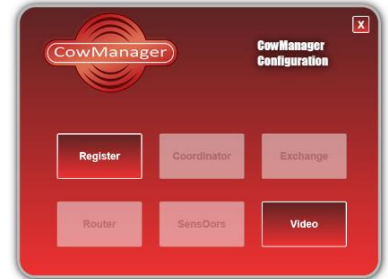 X
CowManager
CowManager
Configuration
Register
Coordinator
Exchange
Router
SensOors
Video